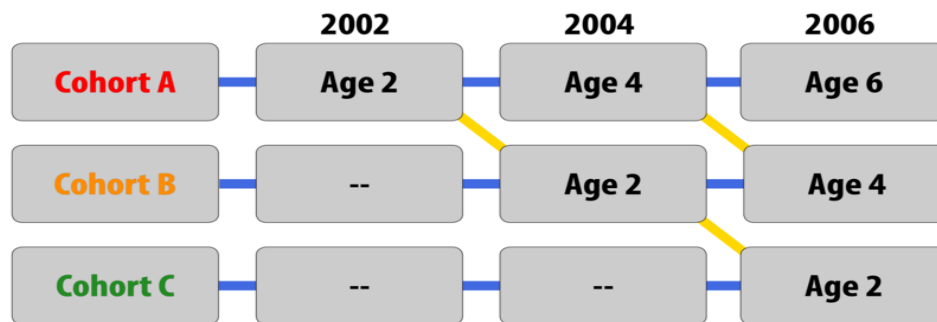 2002 2004 2006
Cohort A Age 2 Age 4 Age 6
Cohort B -- Age 2 Age 4
Cohort C -- -- Age 2